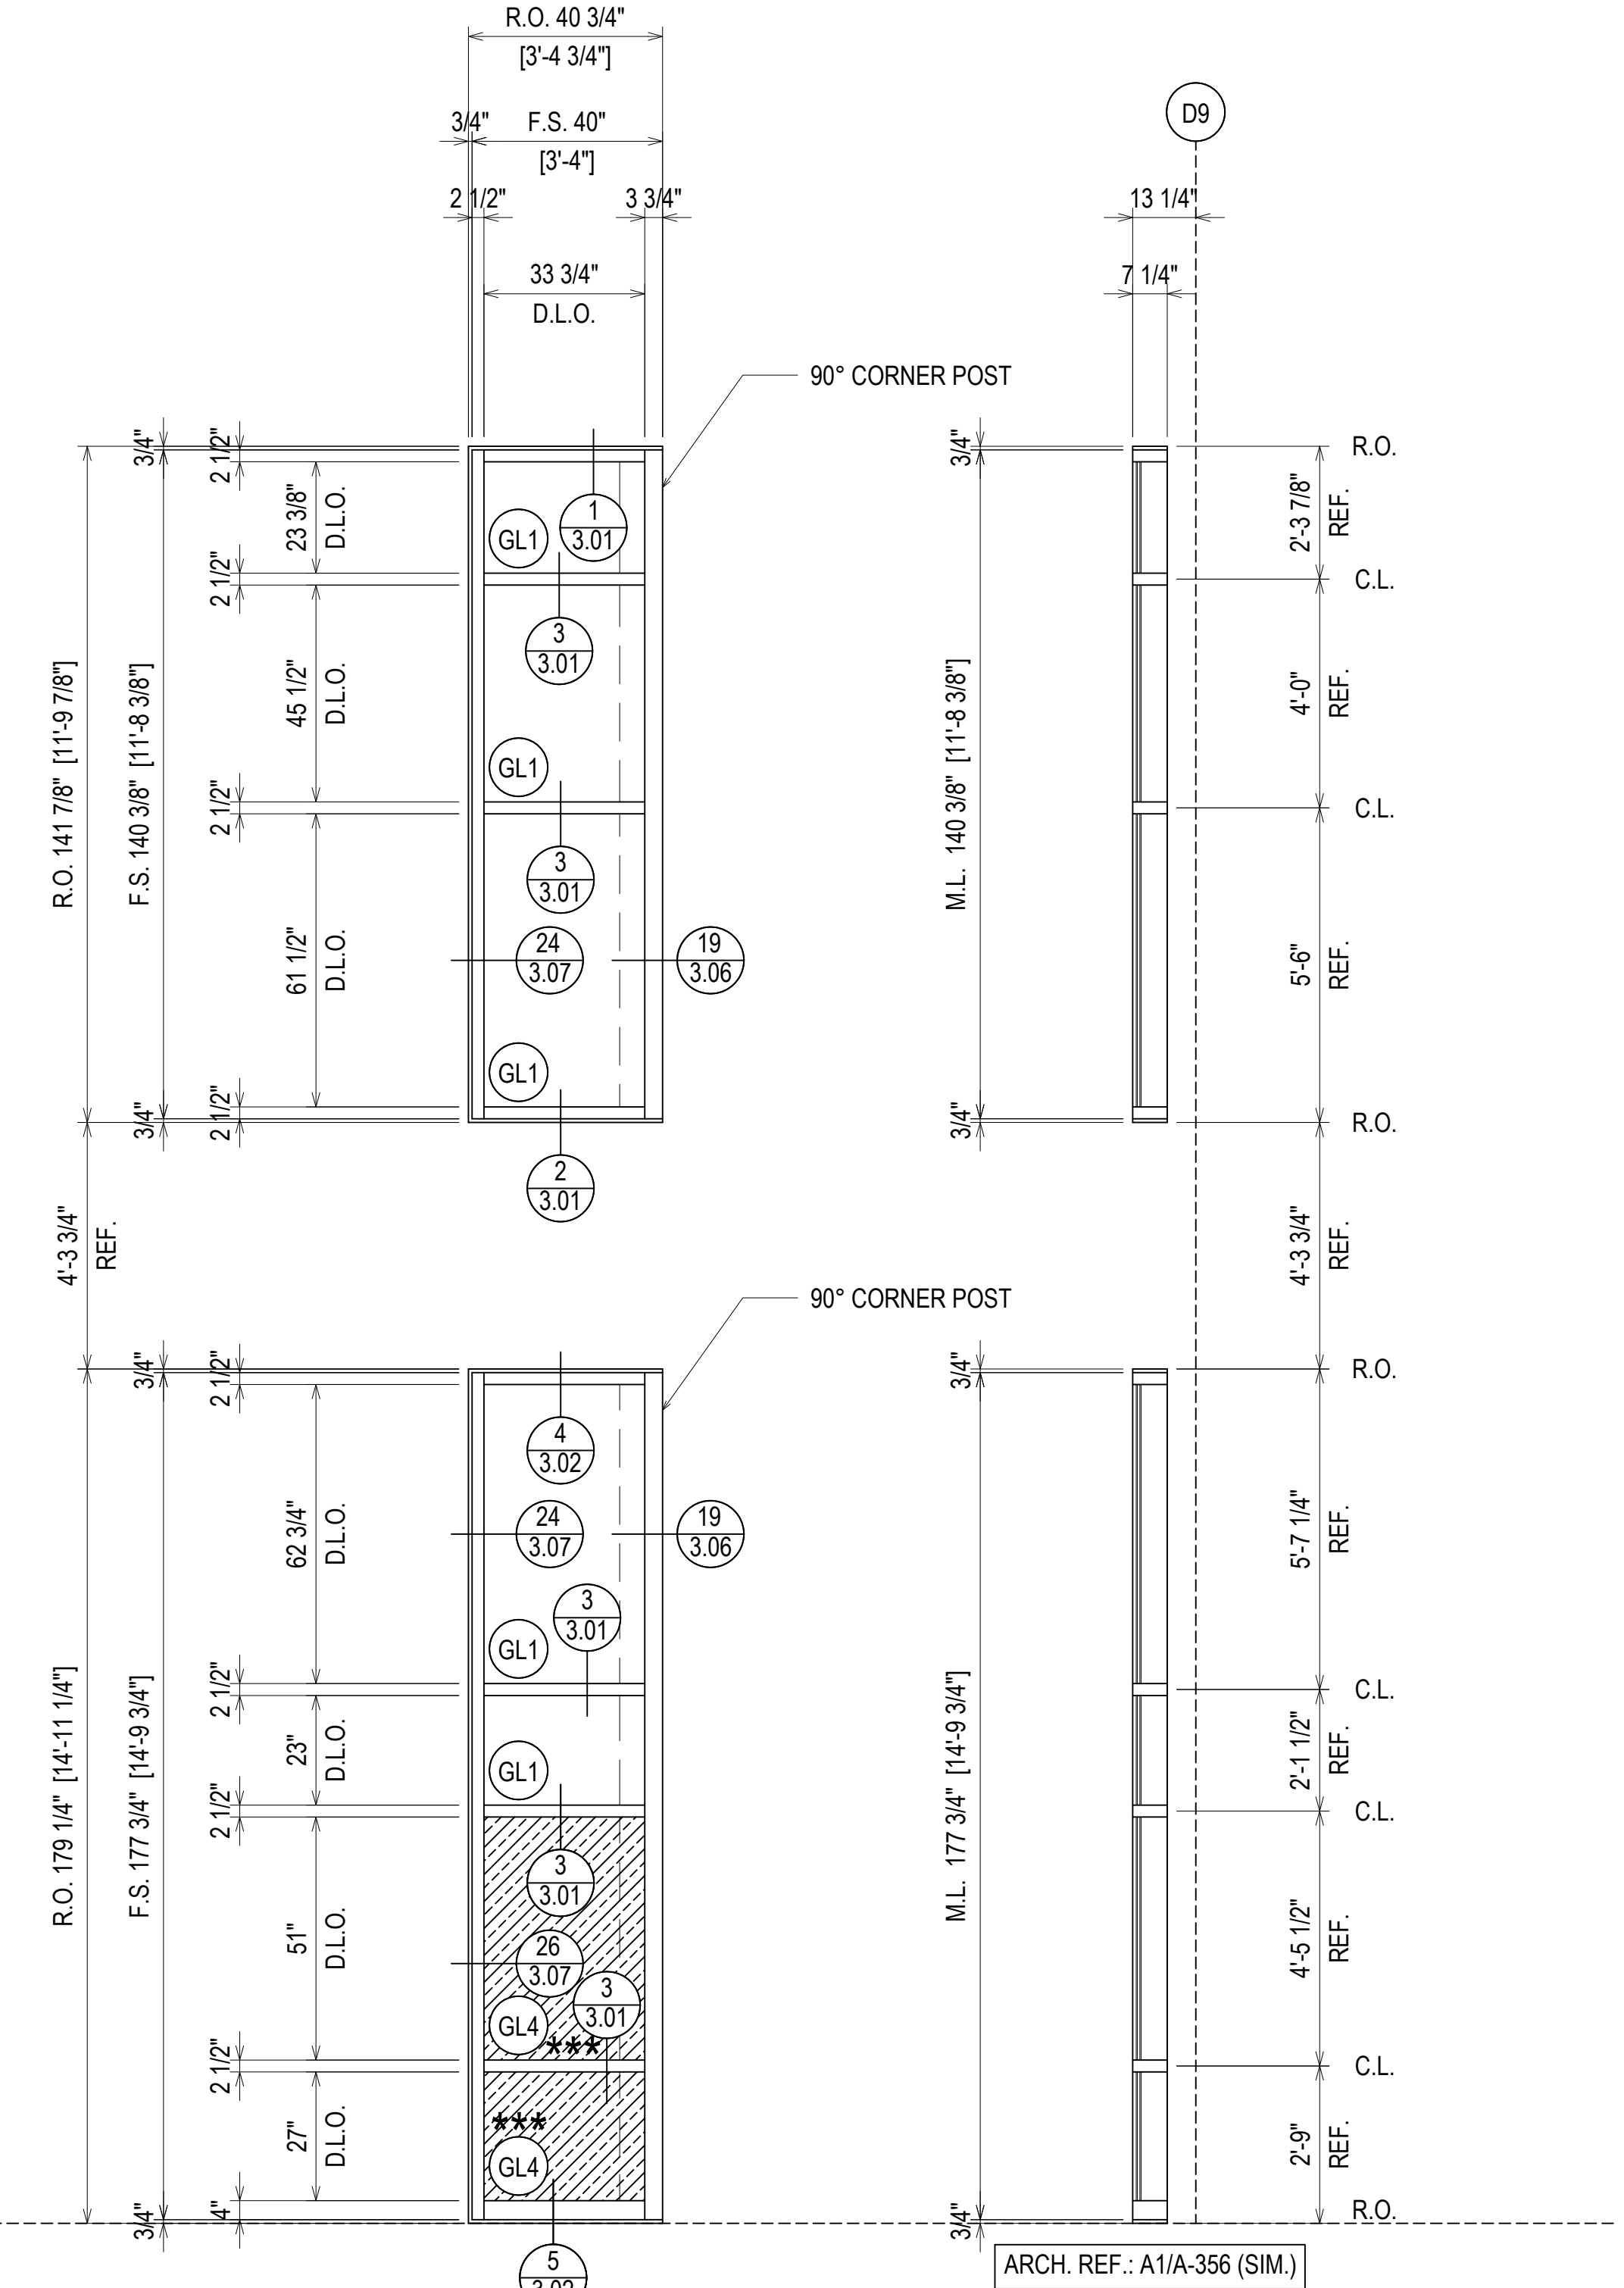 R.O. 40 3/4"
[3'-4 3/4"]
3/4"
F.S. 40"
[3'-4"]
2 1/2"
3 3/4"
33 3/4"
D.L.O.
D9
13 1/4"
7 1/4"
90° CORNER POST
R.O. 141 7/8" [11'-9 7/8"]
3/4"
F.S. 140 3/8" [11'-8 3/8"]
3/4"
2 1/2"
23 3/8"
D.L.O.
2 1/2"
45 1/2"
D.L.O.
2 1/2"
61 1/2"
D.L.O.
2 1/2"
1
3.01
GL1
3
3.01
GL1
3
3.01
24
3.07
19
3.06
GL1
2
3.01
3/4"
M.L. 140 3/8" [11'-8 3/8"]
3/4"
R.O.
2'-3 7/8"
REF.
C.L.
4'-0"
REF.
C.L.
5'-6"
REF.
R.O.
4'-3 3/4"
REF.
4'-3 3/4"
REF.
90° CORNER POST
R.O. 179 1/4" [14'-11 1/4"]
3/4"
F.S. 177 3/4" [14'-9 3/4"]
3/4"
2 1/2"
62 3/4"
D.L.O.
2 1/2"
23"
D.L.O.
2 1/2"
51"
D.L.O.
2 1/2"
27"
D.L.O.
4"
4
3.02
24
3.07
19
3.06
3
3.01
GL1
GL1
3
3.01
26
3.07
3
3.01
GL4
***
***
GL4
5
3/4"
M.L. 177 3/4" [14'-9 3/4"]
3/4"
R.O.
5'-7 1/4"
REF.
C.L.
2'-1 1/2"
REF.
C.L.
4'-5 1/2"
REF.
C.L.
2'-9"
REF.
R.O.
ARCH. REF.: A1/A-356 (SIM.)